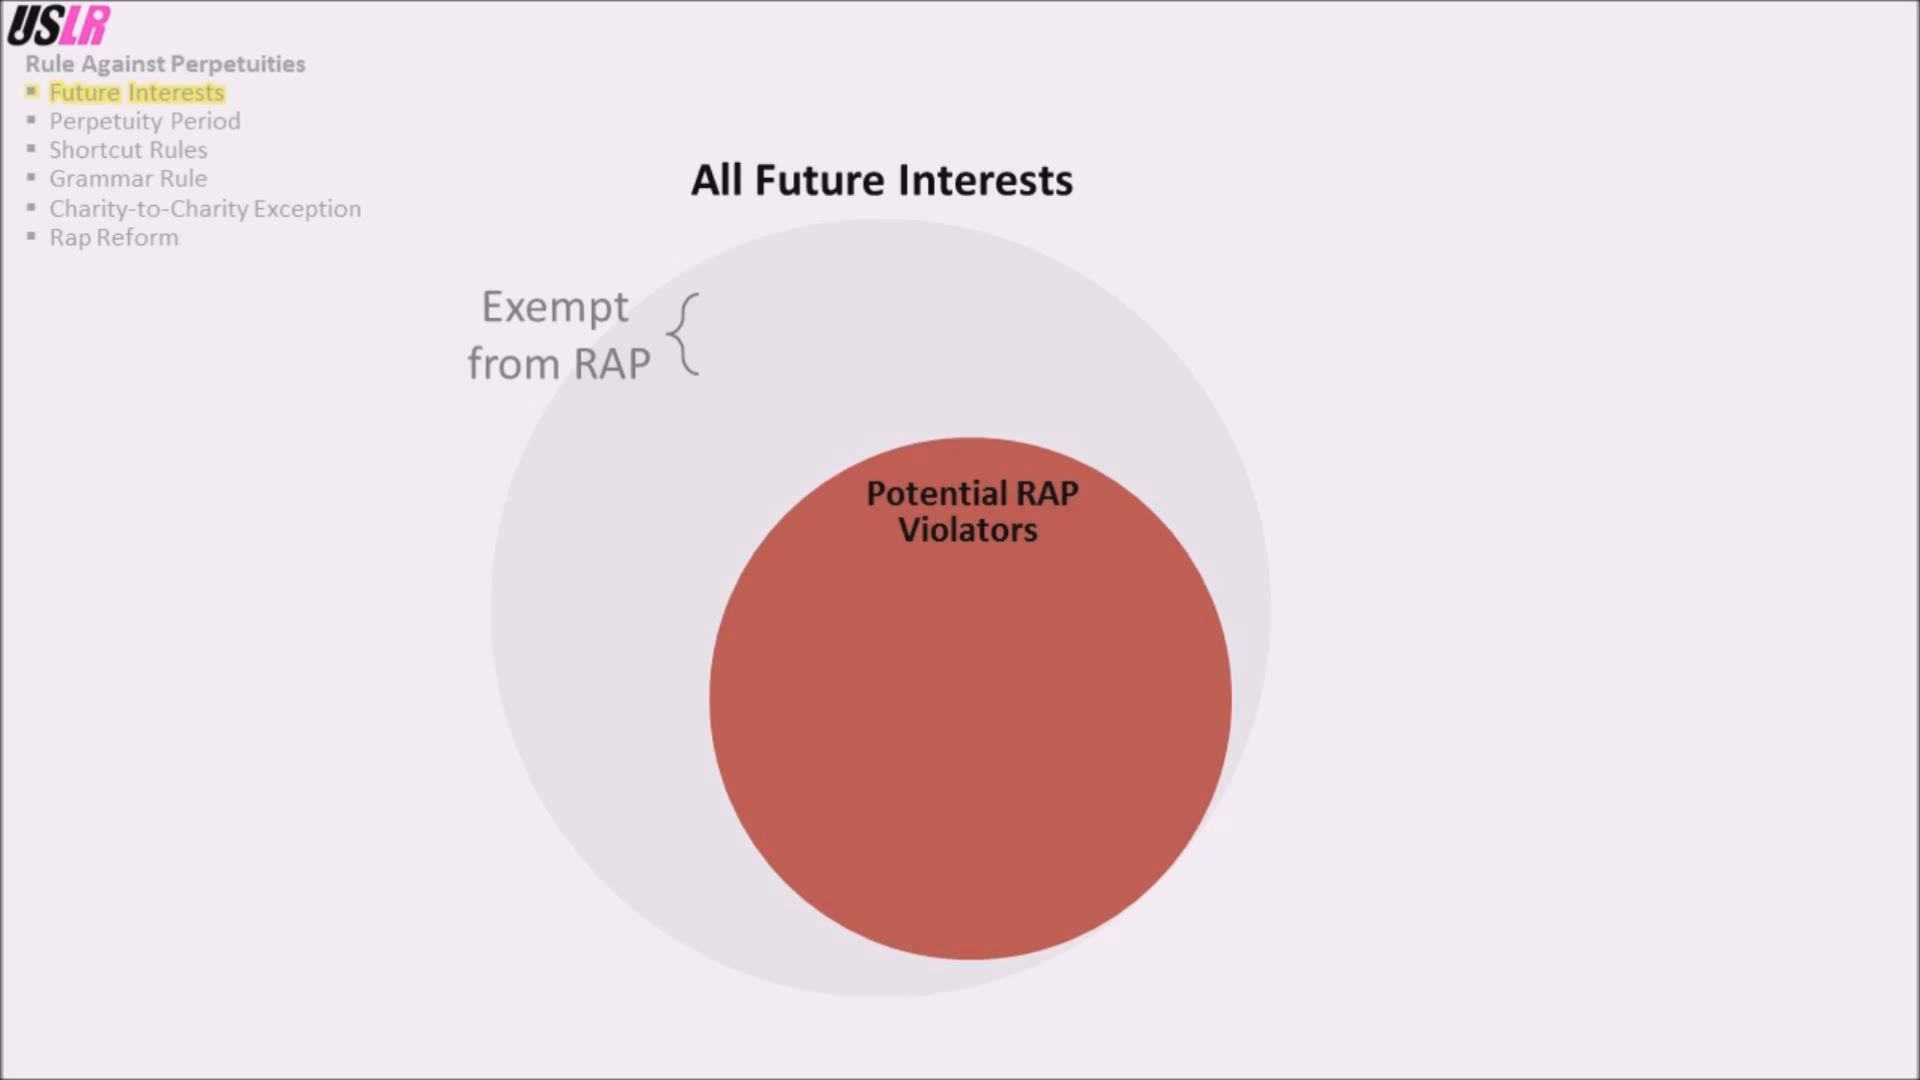 USLR
Rule Against Perpetuities
▪ Future Interests
▪ Perpetuity Period
▪ Shortcut Rules
▪ Grammar Rule
▪ Charity-to-Charity Exception
▪ Rap Reform
All Future Interests
Exempt
from RAP
Potential RAP
Violators